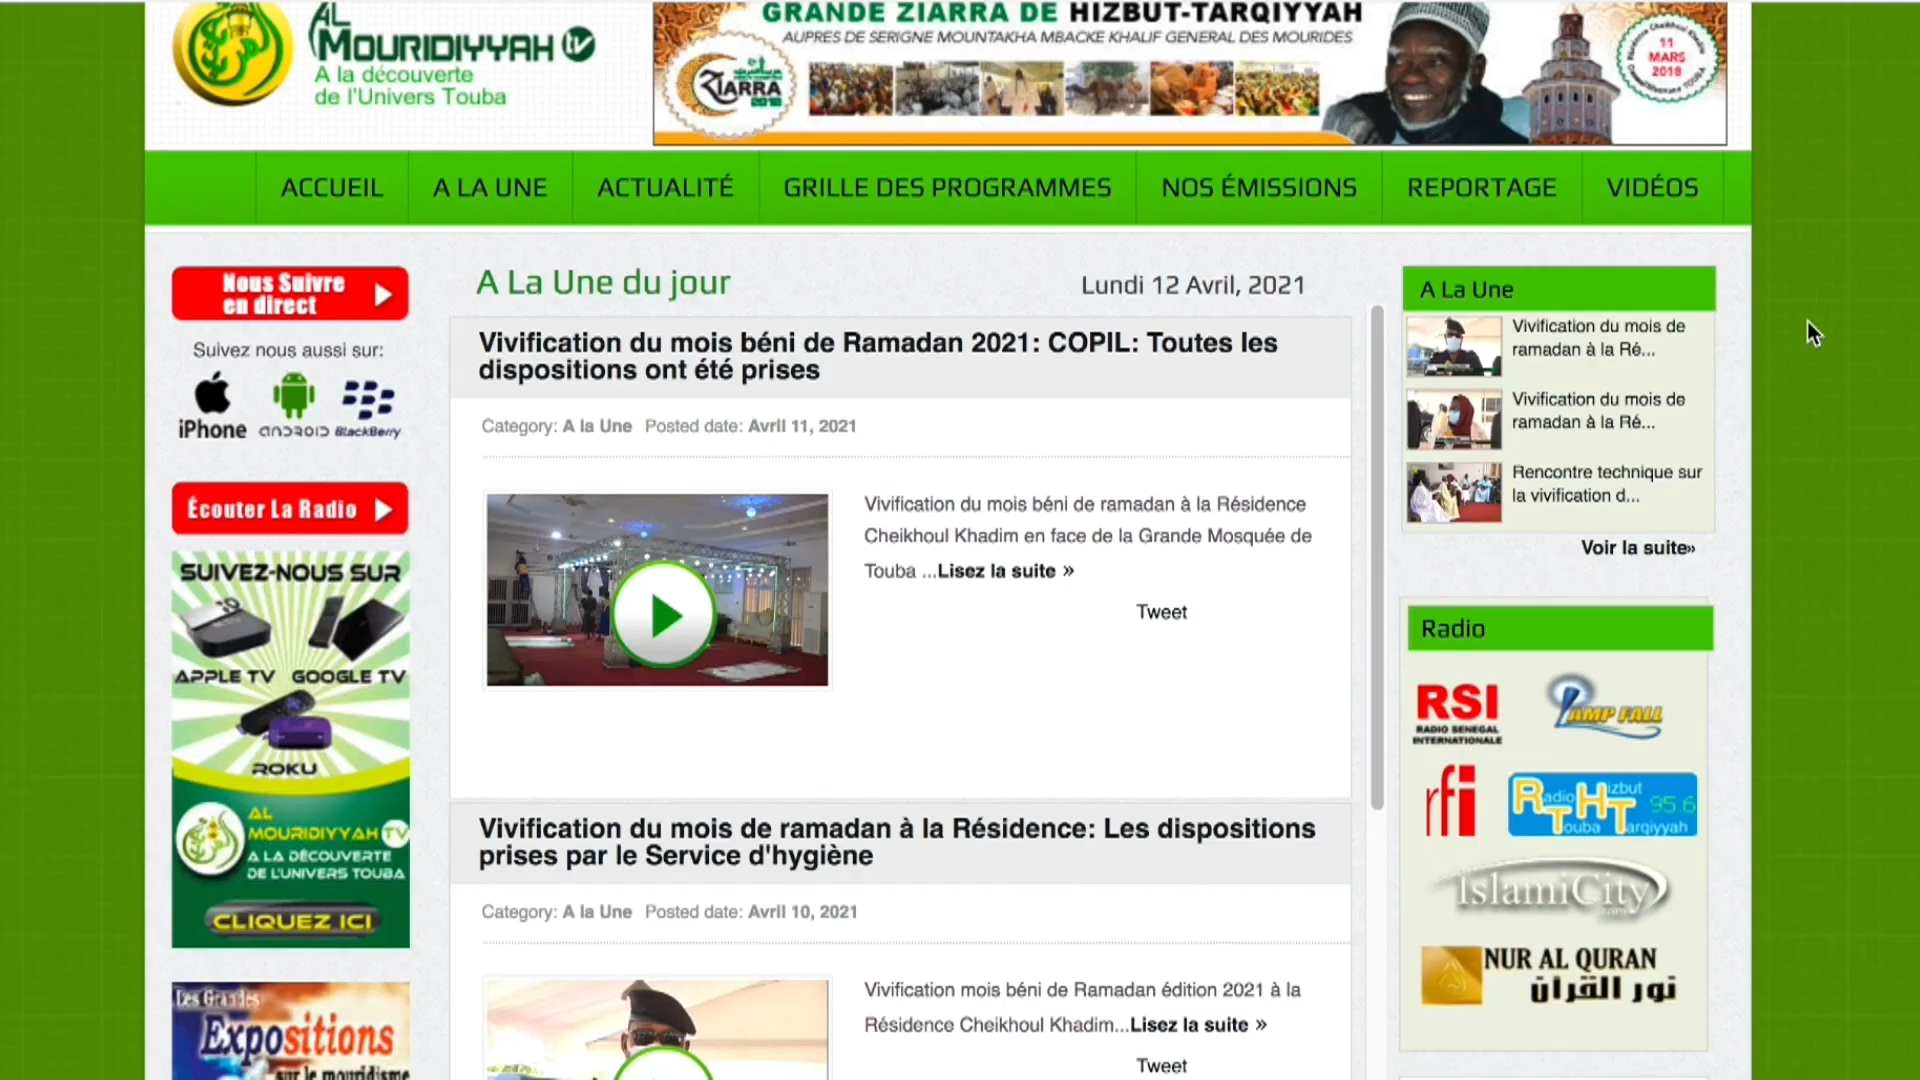 AL
MOURIDIYYAH tv
A la découverte
de l'Univers Touba
GRANDE ZIARRA DE HIZBUT-TARQIYYAH
AUPRES DE SERIGNE MOUNTAKHA MBACKE KHALIF GENERAL DES MOURIDES
ZIARRA
2018
11
MARS
2018
ACCUEIL
A LA UNE
ACTUALITÉ
GRILLE DES PROGRAMMES
NOS ÉMISSIONS
REPORTAGE
VIDÉOS
Nous Suivre
en direct
Suivez nous aussi sur:
iPhone
ANDROID
BlackBerry
Écouter La Radio
SUIVEZ-NOUS SUR
APPLE TV GOOGLE TV
ROKU
AL
MOURIDIYYAH TV
A LA DÉCOUVERTE
DE L'UNIVERS TOUBA
CLIQUEZ ICI
Les Grandes
Expositions
sur le mouridisme
A La Une du jour
Lundi 12 Avril, 2021
Vivification du mois béni de Ramadan 2021: COPIL: Toutes les
dispositions ont été prises
Category: A la Une Posted date: Avril 11, 2021
Vivification du mois béni de ramadan à la Résidence
Cheikhoul Khadim en face de la Grande Mosquée de
Touba ...Lisez la suite »
Tweet
Vivification du mois de ramadan à la Résidence: Les dispositions
prises par le Service d'hygiène
Category: A la Une Posted date: Avril 10, 2021
Vivification mois béni de Ramadan édition 2021 à la
Résidence Cheikhoul Khadim...Lisez la suite »
Tweet
A La Une
Vivification du mois de
ramadan à la Ré...
Vivification du mois de
ramadan à la Ré...
Rencontre technique sur
la vivification d...
Voir la suite»
Radio
RSI
RADIO SENEGAL
INTERNATIONALE
LAMP FALL
rfi
Radio Hizbut
Touba Tarqiyyah
95.6
IslamiCity
NUR AL QURAN
نور القرآن